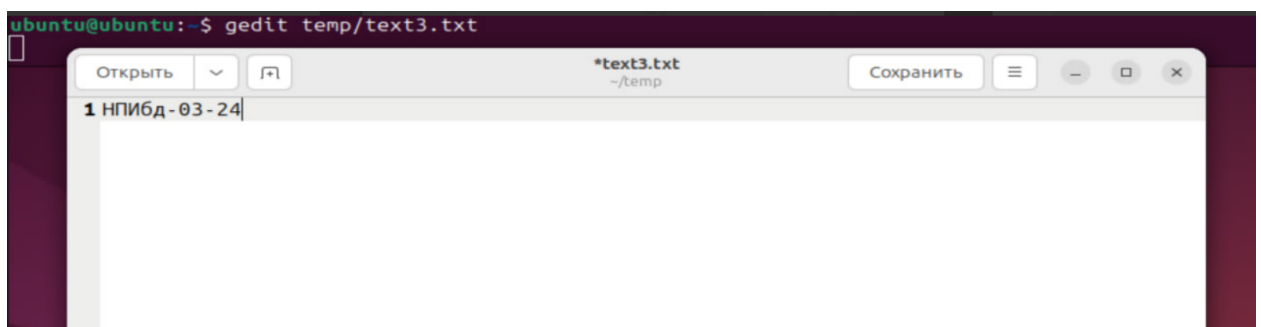 ubuntu@ubuntu:~$ gedit temp/text3.txt
Открыть
*text3.txt
~/temp
Сохранить
1 НПИбд-03-24